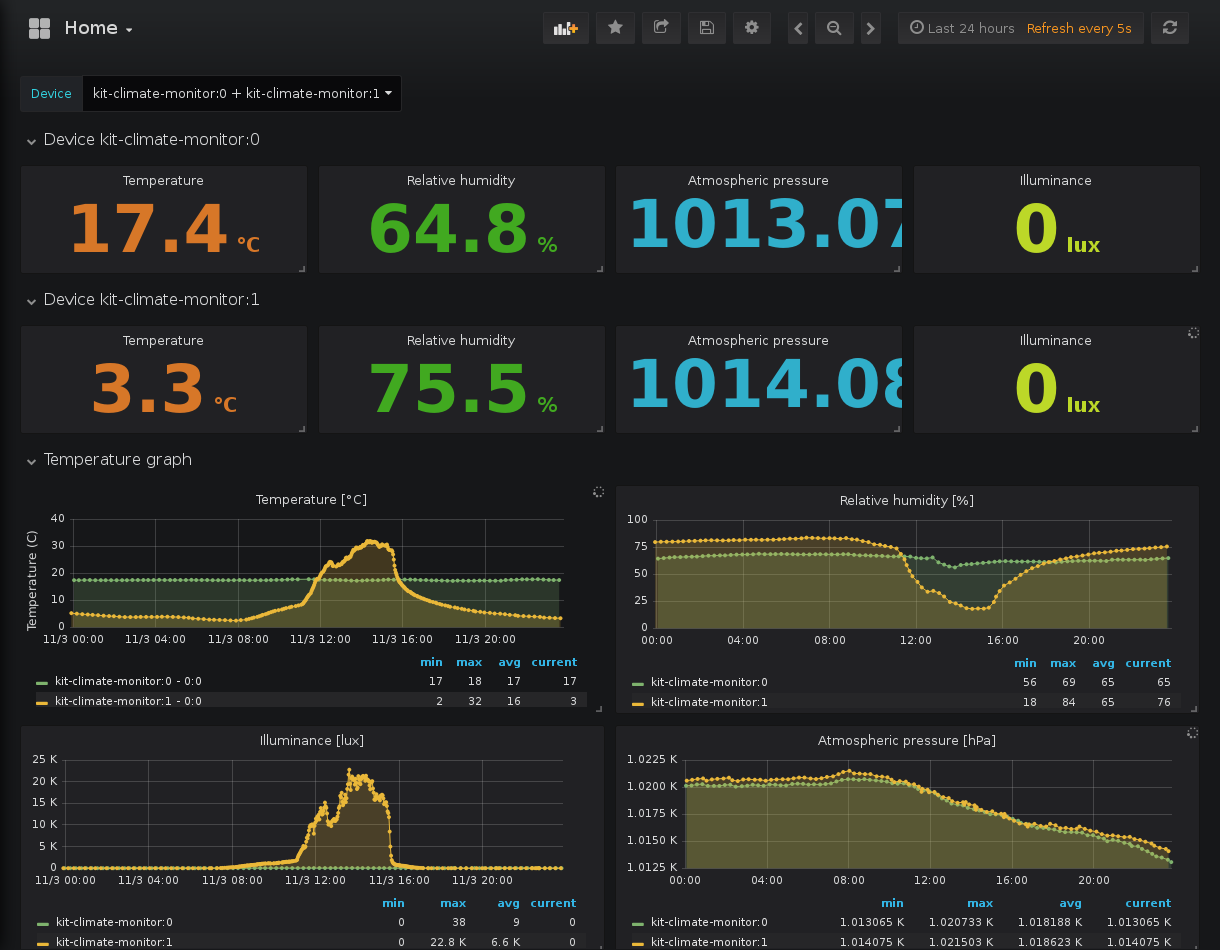 Home
Last 24 hours Refresh every 5s
Device kit-climate-monitor:0 + kit-climate-monitor:1
Device kit-climate-monitor:0
Temperature Relative humidity Atmospheric pressure Illuminance
17.4 °C 64.8 % 1013.07 0 lux
Device kit-climate-monitor:1
Temperature Relative humidity Atmospheric pressure Illuminance
3.3 °C 75.5 % 1014.08 0 lux
Temperature graph
Temperature [°C]
Temperature (C)
40
30
20
10
0
11/3 00:00 11/3 04:00 11/3 08:00 11/3 12:00 11/3 16:00 11/3 20:00
min max avg current
kit-climate-monitor:0 - 0:0 17 18 17 17
kit-climate-monitor:1 - 0:0 2 32 16 3
Relative humidity [%]
100
75
50
25
0
00:00 04:00 08:00 12:00 16:00 20:00
min max avg current
kit-climate-monitor:0 56 69 65 65
kit-climate-monitor:1 18 84 65 76
Illuminance [lux]
25 K
20 K
15 K
10 K
5 K
0
11/3 00:00 11/3 04:00 11/3 08:00 11/3 12:00 11/3 16:00 11/3 20:00
min max avg current
kit-climate-monitor:0 0 38 9 0
kit-climate-monitor:1 0 22.8 K 6.6 K 0
Atmospheric pressure [hPa]
1.0225 K
1.0200 K
1.0175 K
1.0150 K
1.0125 K
00:00 04:00 08:00 12:00 16:00 20:00
min max avg current
kit-climate-monitor:0 1.013065 K 1.020733 K 1.018188 K 1.013065 K
kit-climate-monitor:1 1.014075 K 1.021503 K 1.018623 K 1.014075 K